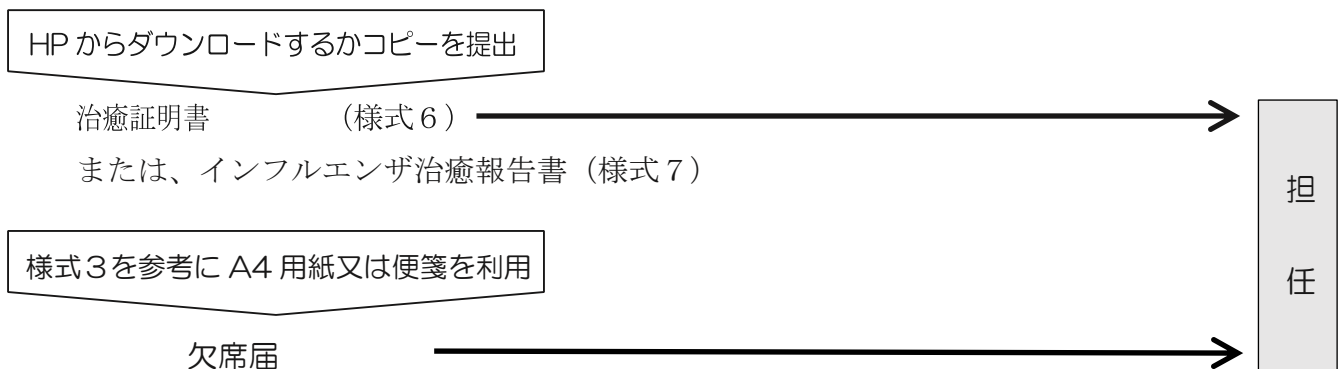 HPからダウンロードするかコピーを提出
治癒証明書　　　　（様式６）
または、インフルエンザ治癒報告書（様式７）
様式３を参考に A4 用紙又は便箋を利用
欠席届
担任